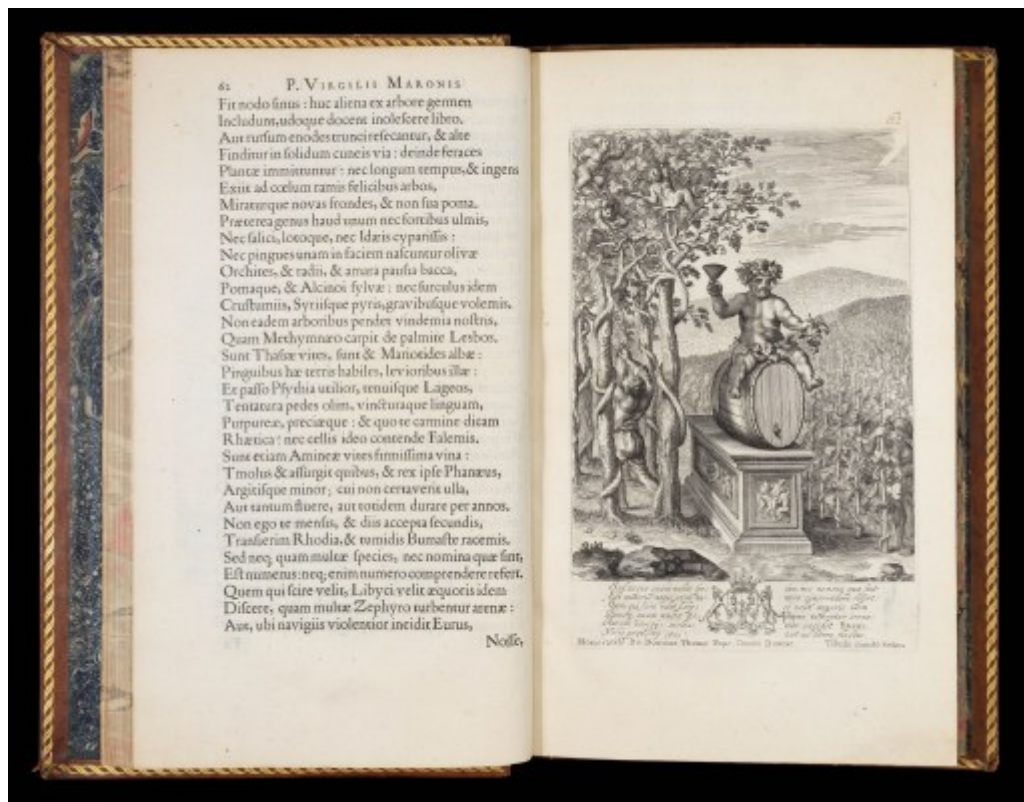 62 P. VIRGILII MARONIS
Fit nodo sinus : huc aliena ex arbore germen
Includunt, udoque docent inolescere libro.
Aut rursum enodes trunci resecantur, & alte
Finditur in solidum cuneis via : deinde feraces
Plantæ immittuntur : nec longum tempus, & ingens
Exiit ad cœlum ramis felicibus arbos,
Miraturque novas frondes, & non sua poma.
Præterea genus haud unum nec fortibus ulmis,
Nec salici, lotoque, nec Idæis cyparissis :
Nec pingues unam in faciem nascuntur olivæ
Orchites, & radii, & amara pausia bacca,
Pomaque, & Alcinoi sylvæ : nec surculus idem
Crustumiis, Syriisque pyris, gravibusque volemis.
Non eadem arboribus pendet vindemia nostris,
Quam Methymnæo carpit de palmite Lesbos.
Sunt Thasiæ vites, sunt & Mariotides albæ :
Pinguibus hæ terris habiles, levioribus illæ :
Et passo Psythia utilior, tenuisque Lageos,
Tentatura pedes olim, vincturaque linguam,
Purpureæ, preciæque : & quo te carmine dicam
Rhætica ? nec cellis ideo contende Falernis.
Sunt etiam Amineæ vites firmissima vina :
Tmolus & assurgit quibus, & rex ipse Phanæus,
Argitisque minor; cui non certaverit ulla,
Aut tantum fluere, aut totidem durare per annos.
Non ego te mensis, & diis accepta secundis,
Transierim Rhodia, & tumidis Bumaste racemis.
Sed neq; quam multæ species, nec nomina quæ sint,
Est numerus: neq; enim numero comprendere refert.
Quem qui scire velit, Libyci velit æquoris idem
Discere, quam multæ Zephyro turbentur arenæ :
Aut, ubi navigiis violentior incidit Eurus,
Nosse,
63